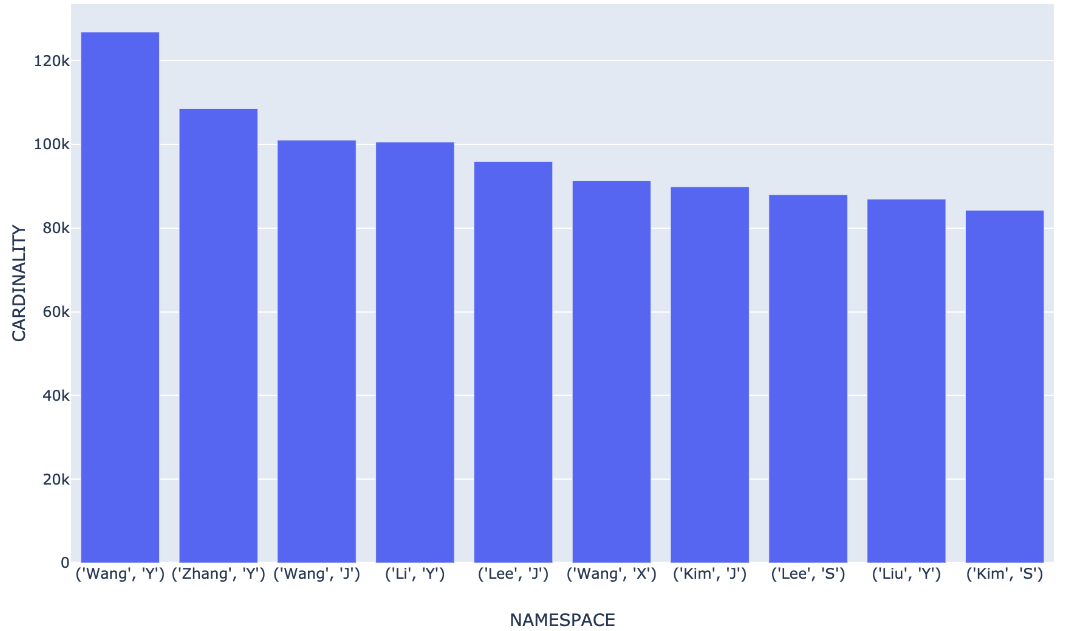 120k
100k
80k
60k
40k
20k
0
CARDINALITY
('Wang', 'Y') ('Zhang', 'Y') ('Wang', 'J') ('Li', 'Y') ('Lee', 'J') ('Wang', 'X') ('Kim', 'J') ('Lee', 'S') ('Liu', 'Y') ('Kim', 'S')
NAMESPACE